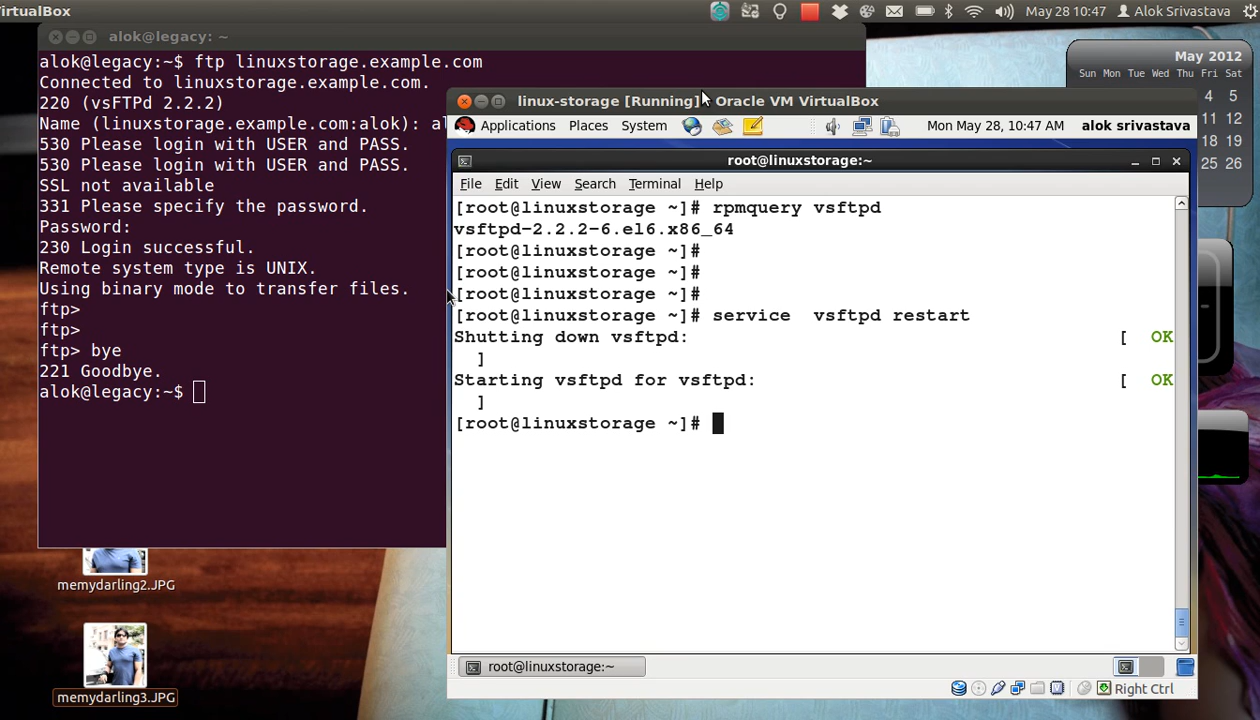 irtualBox
May 28 10:47
Alok Srivastava
alok@legacy: ~
alok@legacy:~$ ftp linuxstorage.example.com
Connected to linuxstorage.example.com.
220 (vsFTPd 2.2.2)
Name (linuxstorage.example.com:alok): al
530 Please login with USER and PASS.
530 Please login with USER and PASS.
SSL not available
331 Please specify the password.
Password:
230 Login successful.
Remote system type is UNIX.
Using binary mode to transfer files.
ftp>
ftp>
ftp> bye
221 Goodbye.
alok@legacy:~$
memydarling2.JPG
memydarling3.JPG
May 2012
Sun Mon Tue Wed Thu Fri Sat
4 5
11 12
18 19
25 26
linux-storage [Running] - Oracle VM VirtualBox
Applications Places System
Mon May 28, 10:47 AM
alok srivastava
root@linuxstorage:~
File Edit View Search Terminal Help
[root@linuxstorage ~]# rpmquery vsftpd
vsftpd-2.2.2-6.el6.x86_64
[root@linuxstorage ~]#
[root@linuxstorage ~]#
[root@linuxstorage ~]#
[root@linuxstorage ~]# service  vsftpd restart
Shutting down vsftpd: [ OK
]
Starting vsftpd for vsftpd: [ OK
]
[root@linuxstorage ~]#
root@linuxstorage:~
Right Ctrl